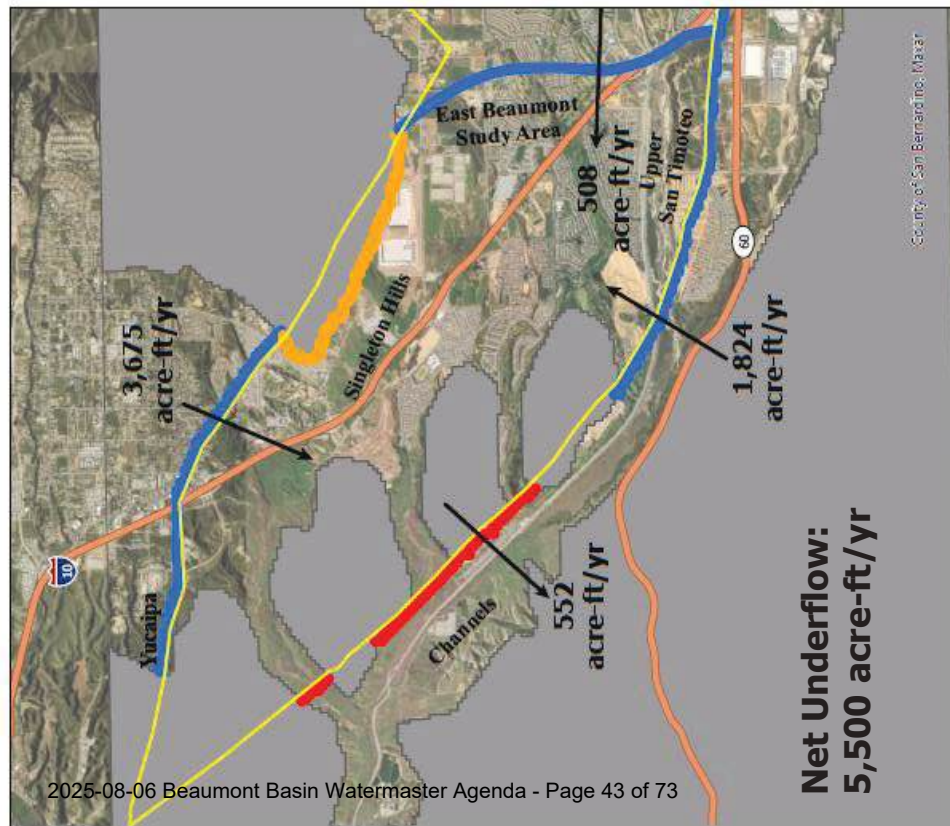 County of San Bernardino, Maxar
East Beaumont
Study Area
508
acre-ft/yr
Upper
San Timoteo
60
3,675
acre-ft/yr
Singleton Hills
1,824
acre-ft/yr
10
Yucaipa
552
acre-ft/yr
Channels
Net Underflow:
5,500 acre-ft/yr
2025-08-06 Beaumont Basin Watermaster Agenda - Page 43 of 73